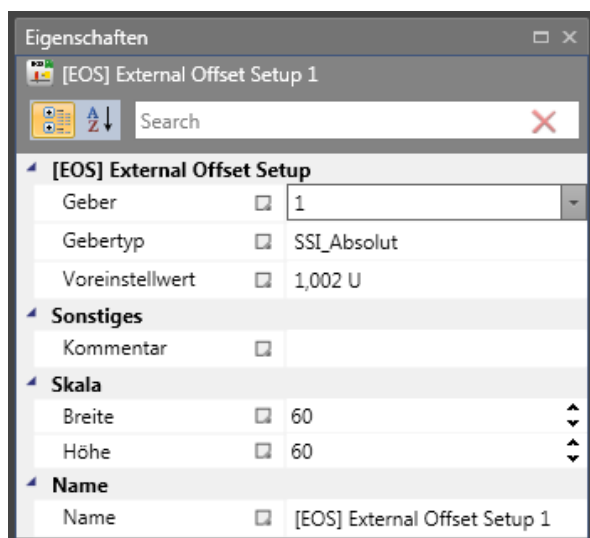 Eigenschaften
[EOS] External Offset Setup 1
A Z Search
[EOS] External Offset Setup
Geber 1
Gebertyp SSI_Absolut
Voreinstellwert 1,002 U
Sonstiges
Kommentar
Skala
Breite 60
Höhe 60
Name
Name [EOS] External Offset Setup 1